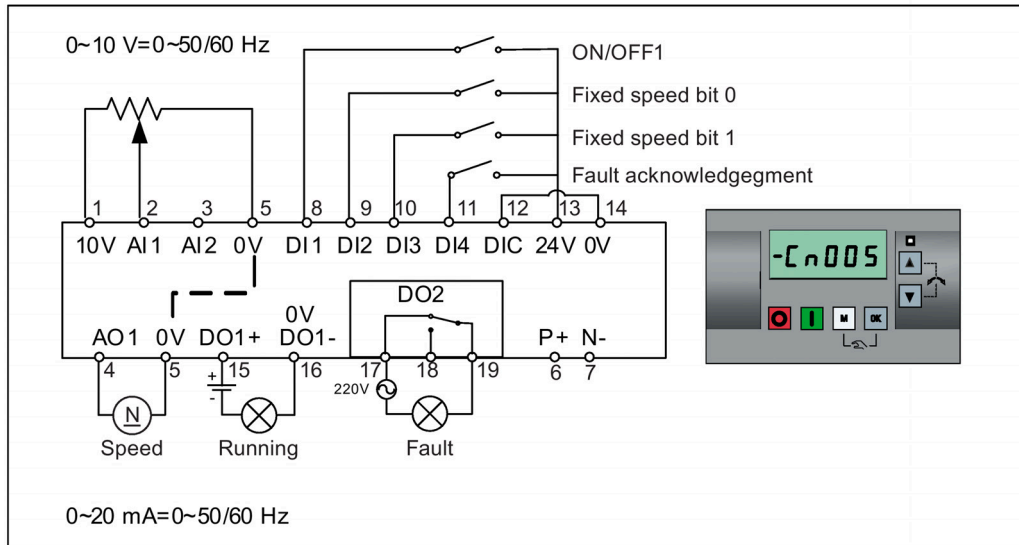 0~10 V=0~50/60 Hz
ON/OFF1
Fixed speed bit 0
Fixed speed bit 1
Fault acknowledgegment
1 2 3 5 8 9 10 11 12 13 14
10V AI1 AI2 0V DI1 DI2 DI3 DI4 DIC 24V 0V
-Cn005
M OK
DO2
0V
AO1 0V DO1+ DO1- P+ N-
4 5 15 16 17 18 19 6 7
+
-
220V
N
Speed Running Fault
0~20 mA=0~50/60 Hz